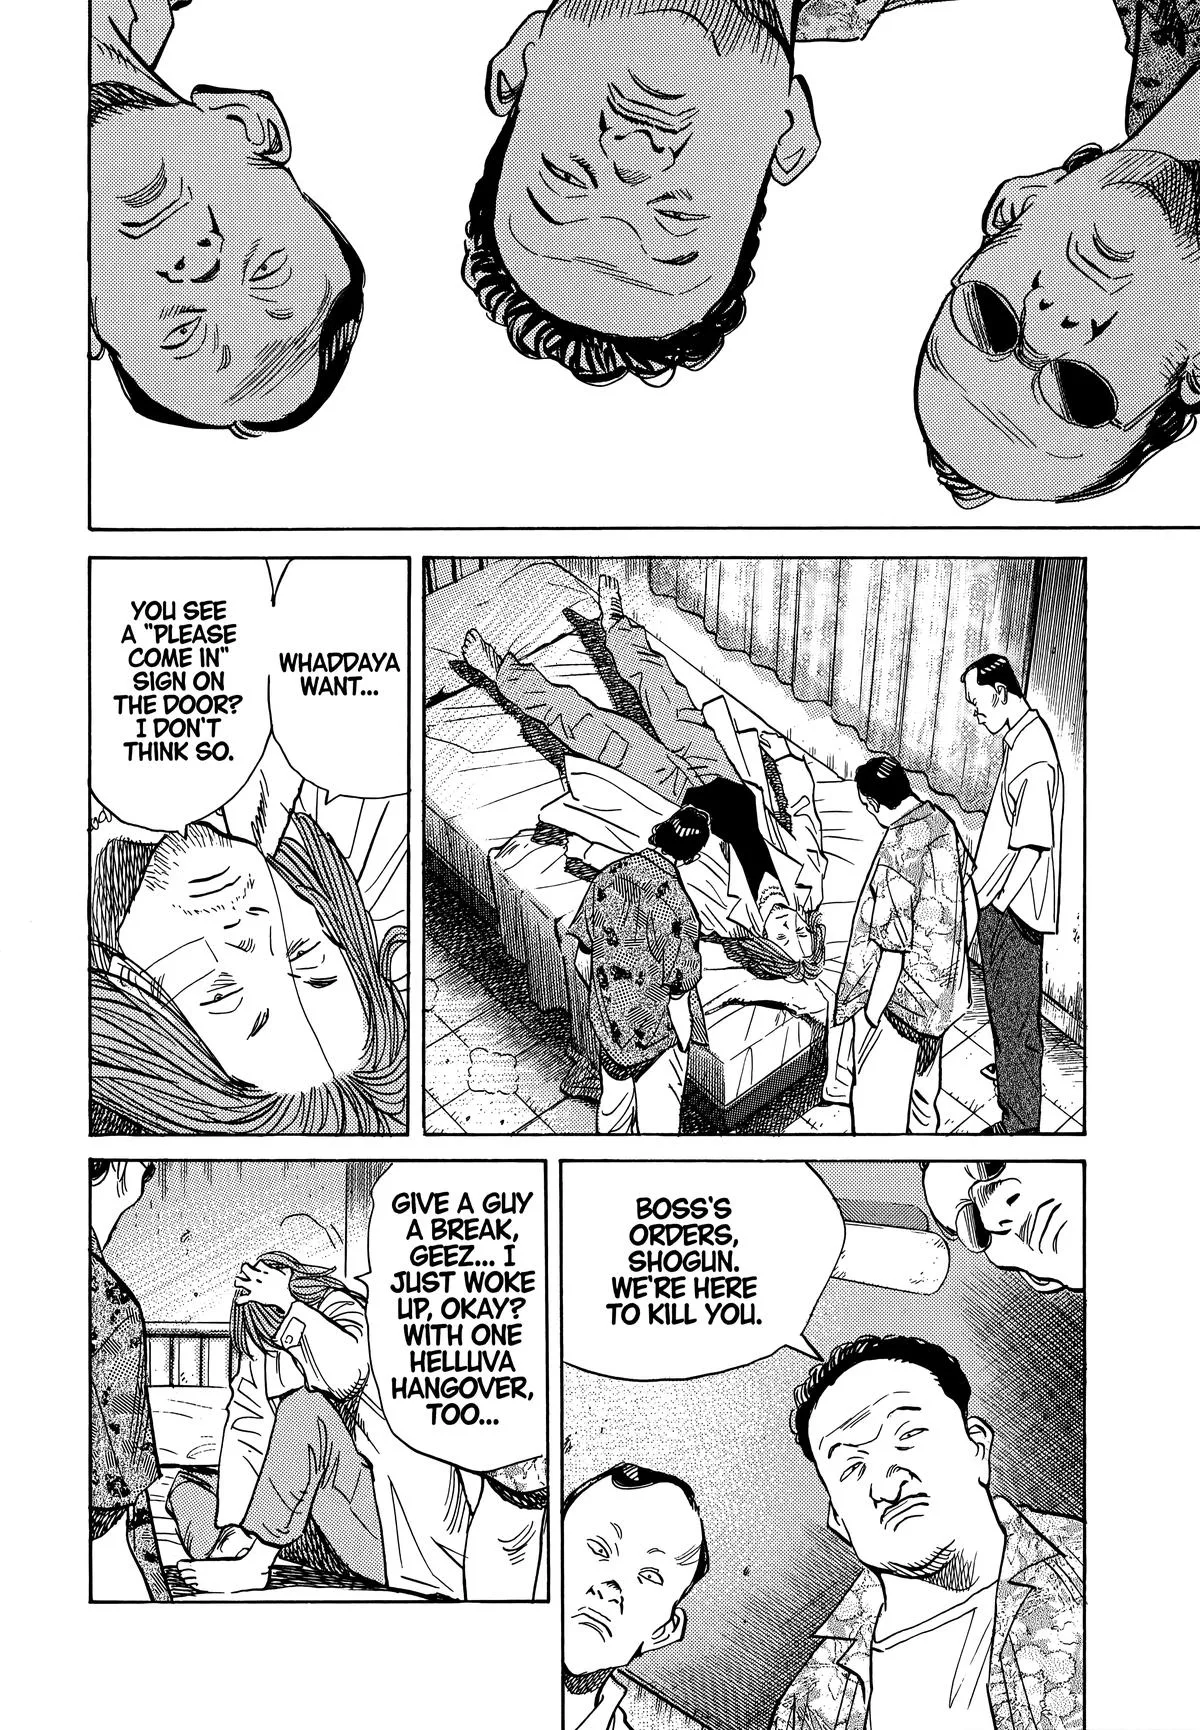 WHADDAYA
WANT...
YOU SEE
A "PLEASE
COME IN"
SIGN ON
THE DOOR?
I DON'T
THINK SO.
BOSS'S
ORDERS,
SHOGUN.
WE'RE HERE
TO KILL YOU.
GIVE A GUY
A BREAK,
GEEZ... I
JUST WOKE
UP, OKAY?
WITH ONE
HELLUVA
HANGOVER,
TOO...